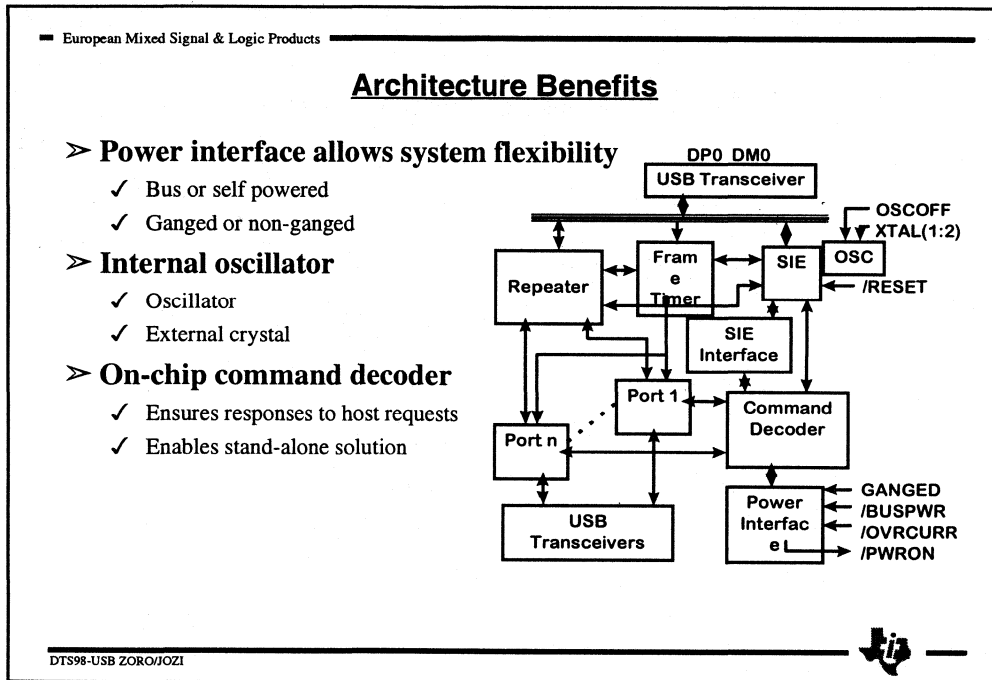 European Mixed Signal & Logic Products
Architecture Benefits
➢ Power interface allows system flexibility
✓ Bus or self powered
✓ Ganged or non-ganged
➢ Internal oscillator
✓ Oscillator
✓ External crystal
➢ On-chip command decoder
✓ Ensures responses to host requests
✓ Enables stand-alone solution
DP0 DM0
USB Transceiver
OSCOFF
XTAL(1:2)
OSC
/RESET
Repeater
Fram
e
Timer
SIE
SIE
Interface
Port 1
Port n
Command
Decoder
USB
Transceivers
Power
Interfac
e
GANGED
/BUSPWR
/OVRCURR
/PWRON
DTS98-USB ZORO/JOZI
ti